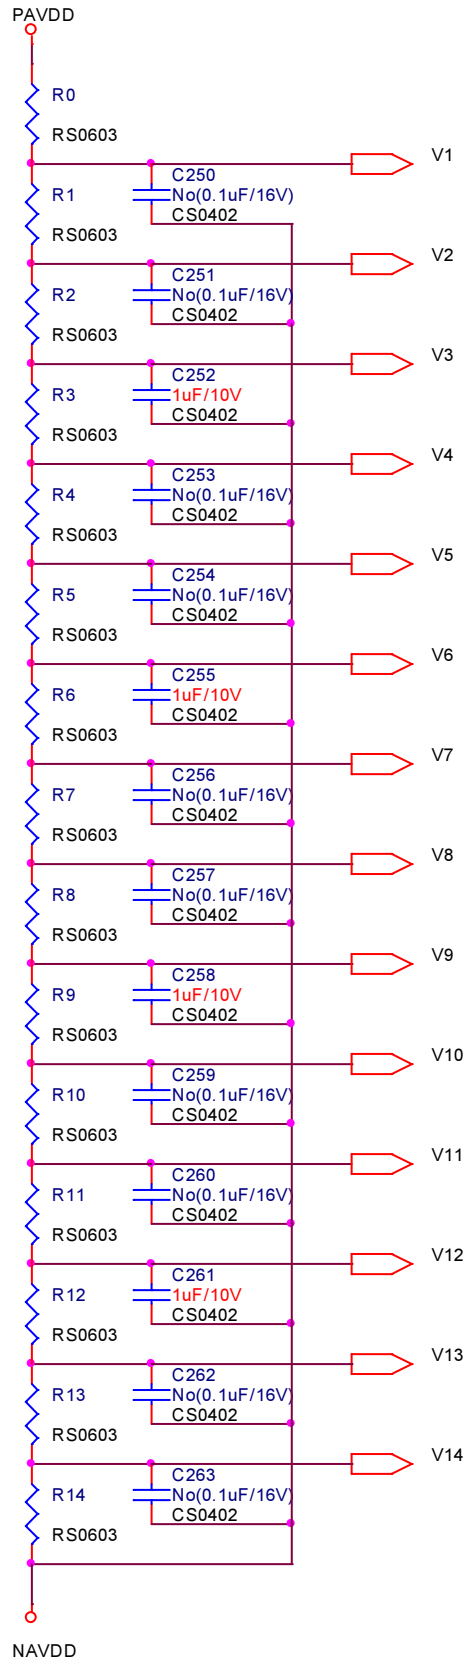 PAVDD
R0
RS0603
V1
C250
R1
No(0.1uF/16V)
CS0402
RS0603
V2
C251
R2
No(0.1uF/16V)
CS0402
RS0603
V3
C252
R3
1uF/10V
CS0402
RS0603
V4
C253
R4
No(0.1uF/16V)
CS0402
RS0603
V5
C254
R5
No(0.1uF/16V)
CS0402
RS0603
V6
C255
R6
1uF/10V
CS0402
RS0603
V7
C256
R7
No(0.1uF/16V)
CS0402
RS0603
V8
C257
R8
No(0.1uF/16V)
CS0402
RS0603
V9
C258
R9
1uF/10V
CS0402
RS0603
V10
C259
R10
No(0.1uF/16V)
CS0402
RS0603
V11
C260
R11
No(0.1uF/16V)
CS0402
RS0603
V12
C261
R12
1uF/10V
CS0402
RS0603
V13
C262
R13
No(0.1uF/16V)
CS0402
RS0603
V14
C263
R14
No(0.1uF/16V)
CS0402
RS0603
NAVDD